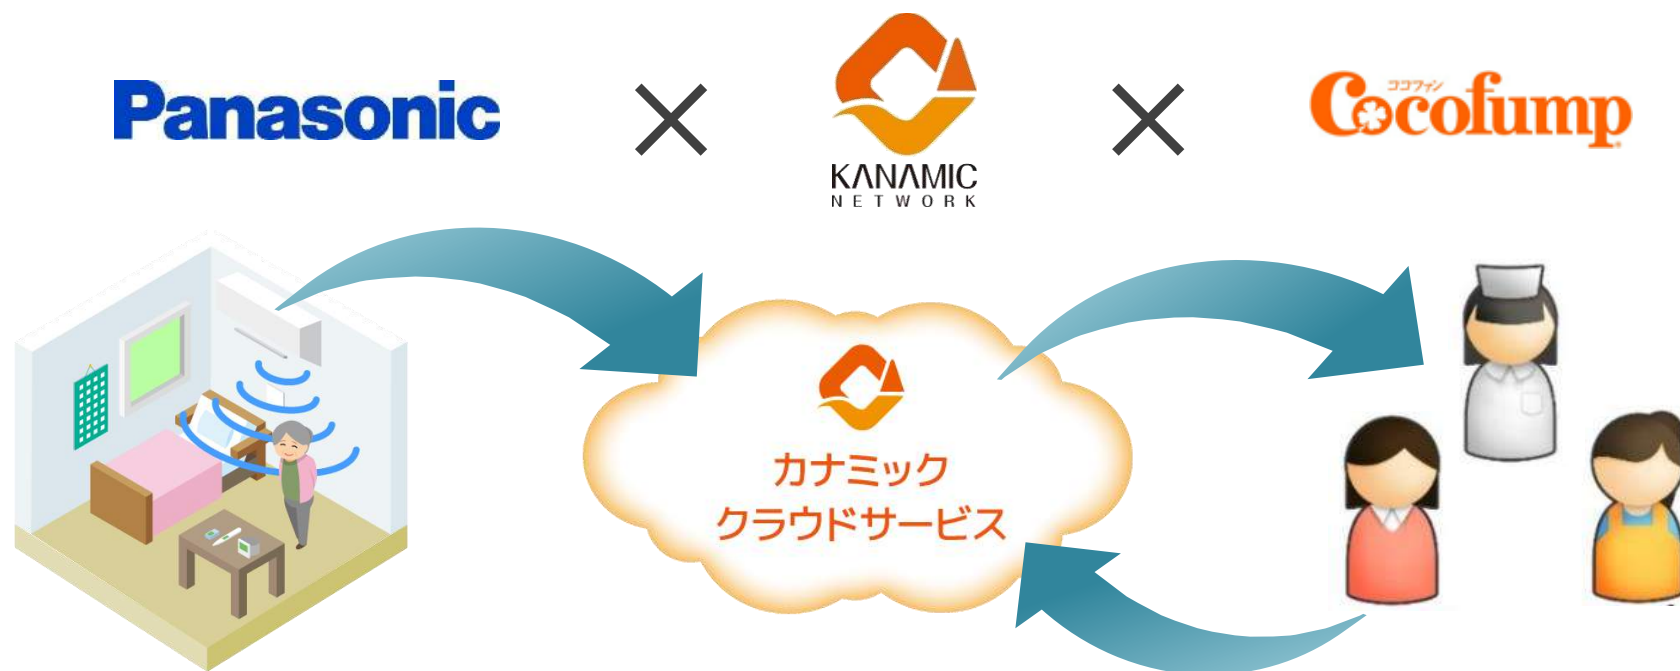 Panasonic
×
KANAMIC
NETWORK
×
ココファン
Cocofump
カナミック
クラウドサービス